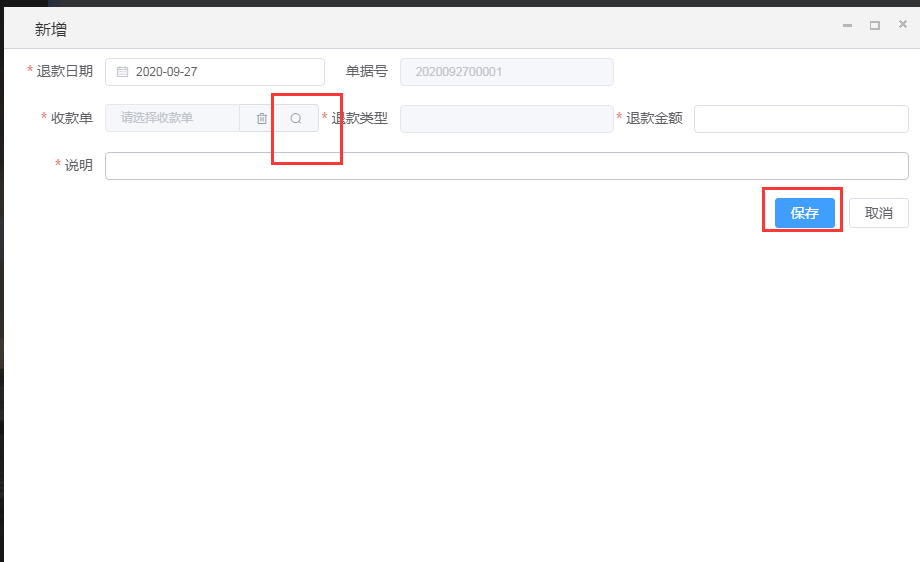 新增
* 退款日期 2020-09-27 单据号 2020092700001
* 收款单 请选择收款单 * 退款类型 * 退款金额
* 说明
保存 取消